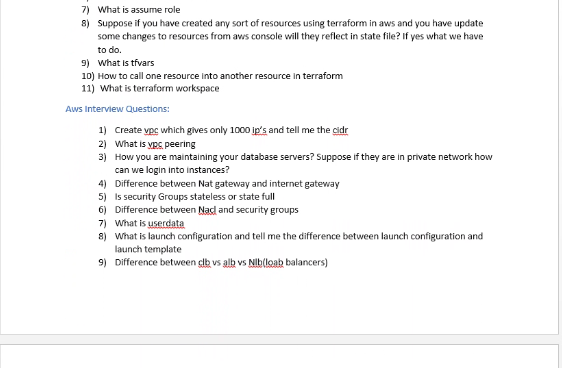 7) What is assume role
8) Suppose if you have created any sort of resources using terraform in aws and you have update
some changes to resources from aws console will they reflect in state file? If yes what we have
to do.
9) What is tfvars
10) How to call one resource into another resource in terraform
11) What is terraform workspace
Aws Interview Questions:
1) Create vpc which gives only 1000 ip's and tell me the cidr
2) What is vpc peering
3) How you are maintaining your database servers? Suppose if they are in private network how
can we login into instances?
4) Difference between Nat gateway and internet gateway
5) Is security Groups stateless or state full
6) Difference between Nacl and security groups
7) What is userdata
8) What is launch configuration and tell me the difference between launch configuration and
launch template
9) Difference between clb vs alb vs Nlb(loab balancers)